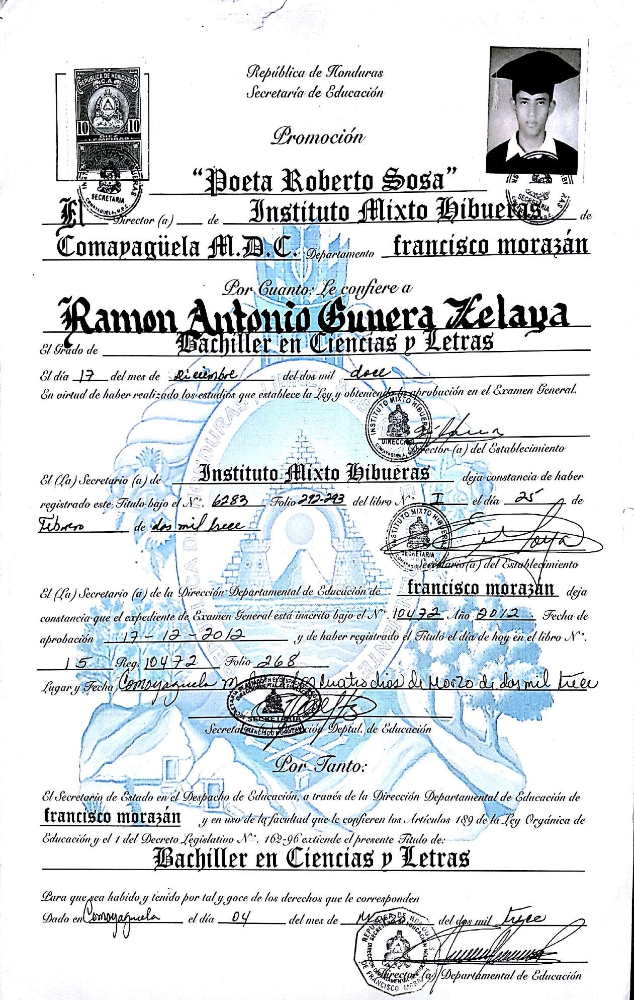 REPUBLICA DE HONDURAS
C.A.
10 10
DIEZ
LEMPIRAS
SECRETARIA
COMAYAGUELA, M.D.C.
República de Honduras
Secretaría de Educación
Promoción
“Poeta Roberto Sosa”
SECRETARIA
El Director (a) de Instituto Mixto Hibueras de
Comayagüela M.D.C. Departamento francisco morazán
Por Cuanto: Le confiere a
Ramon Antonio Gunera Zelaya
El Grado de Bachiller en Ciencias y Letras
El día 17 del mes de Diciembre del dos mil doce
En virtud de haber realizado los estudios que establece la Ley y obteniendo la aprobación en el Examen General.
INSTITUTO MIXTO HIBUERAS
DIRECCION
COMAYAGUELA,
Director (a) del Establecimiento
El (La) Secretario (a) de Instituto Mixto Hibueras deja constancia de haber
registrado este Título bajo el N°. 6283 Folio 292-293 del libro N° I el día 25 de
Febrero de dos mil trece
INSTITUTO MIXTO HIBUERAS
SECRETARIA
Secretario (a) del Establecimiento
El (La) Secretario (a) de la Dirección Departamental de Educación de francisco morazán deja
constancia que el expediente de Examen General está inscrito bajo el N°. 10472 Año 2012 Fecha de
aprobación 17-12-2012 y de haber registrado el Título el día de hoy en el libro N°.
15 Reg. 10472 Folio 268
Lugar y Fecha Comayaguela cuatro dias de Marzo de dos mil trece
SECRETARIA
FRANCISCO MORAZAN
Secretario (a) Dirección Deptal. de Educación
Por Tanto:
El Secretario de Estado en el Despacho de Educación, a través de la Dirección Departamental de Educación de
francisco morazán y en uso de la facultad que le confieren los Artículos 189 de la Ley Orgánica de
Educación y el 1 del Decreto Legislativo N°. 162-96 extiende el presente Título de:
Bachiller en Ciencias y Letras
Para que sea habido y tenido por tal y goce de los derechos que le corresponden
Dado en Comayaguela el día 04 del mes de Marzo del dos mil trece
Director (a) Departamental de Educación